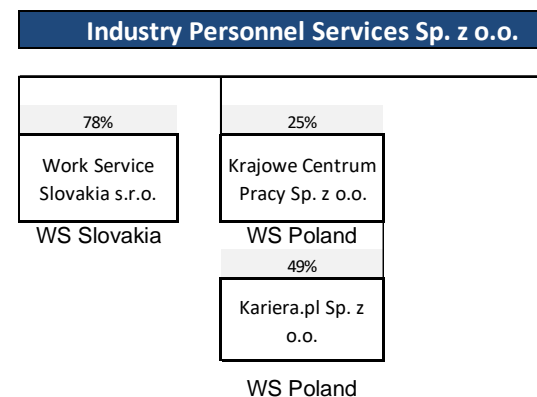 Industry Personnel Services Sp. z o.o.
78%
25%
Work Service
Slovakia s.r.o.
Krajowe Centrum
Pracy Sp. z o.o.
WS Slovakia
WS Poland
49%
Kariera.pl Sp. z
o.o.
WS Poland